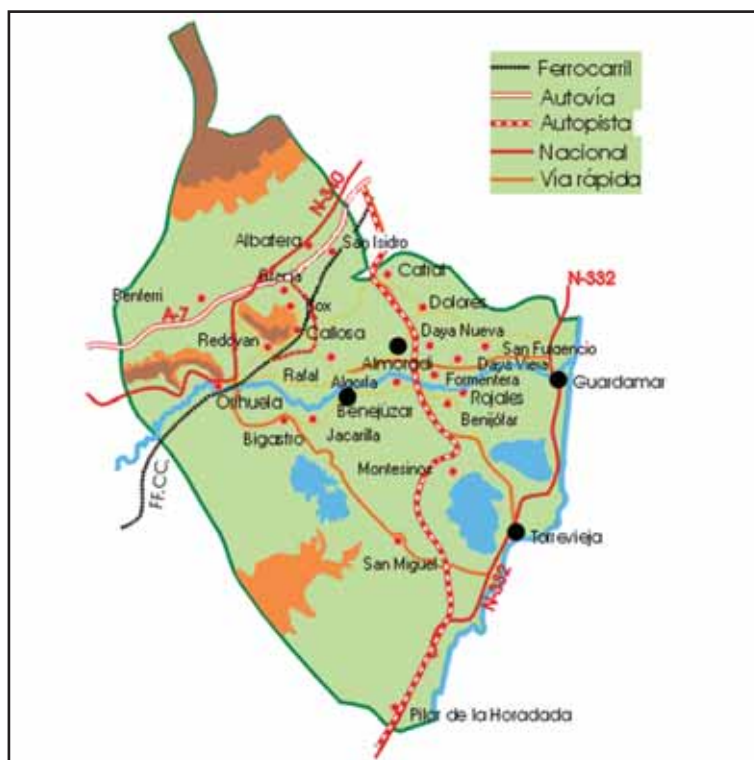 Ferrocarril
Autovía
Autopista
Nacional
Vía rápida
N-340
Albatera
San Isidro
Catral
N-332
Benferri
A-7
Cox
Dolores
Redovan
Callosa
Daya Nueva
San Fulgencio
Almoradí
Daya Vieja
Rafal
Formentera
Guardamar
Orihuela
Algorfa
Rojales
Benejúzar
Benijófar
Bigastro
Jacarilla
FF.CC.
Montesinos
Torrevieja
San Miguel
N-332
Pilar de la Horadada